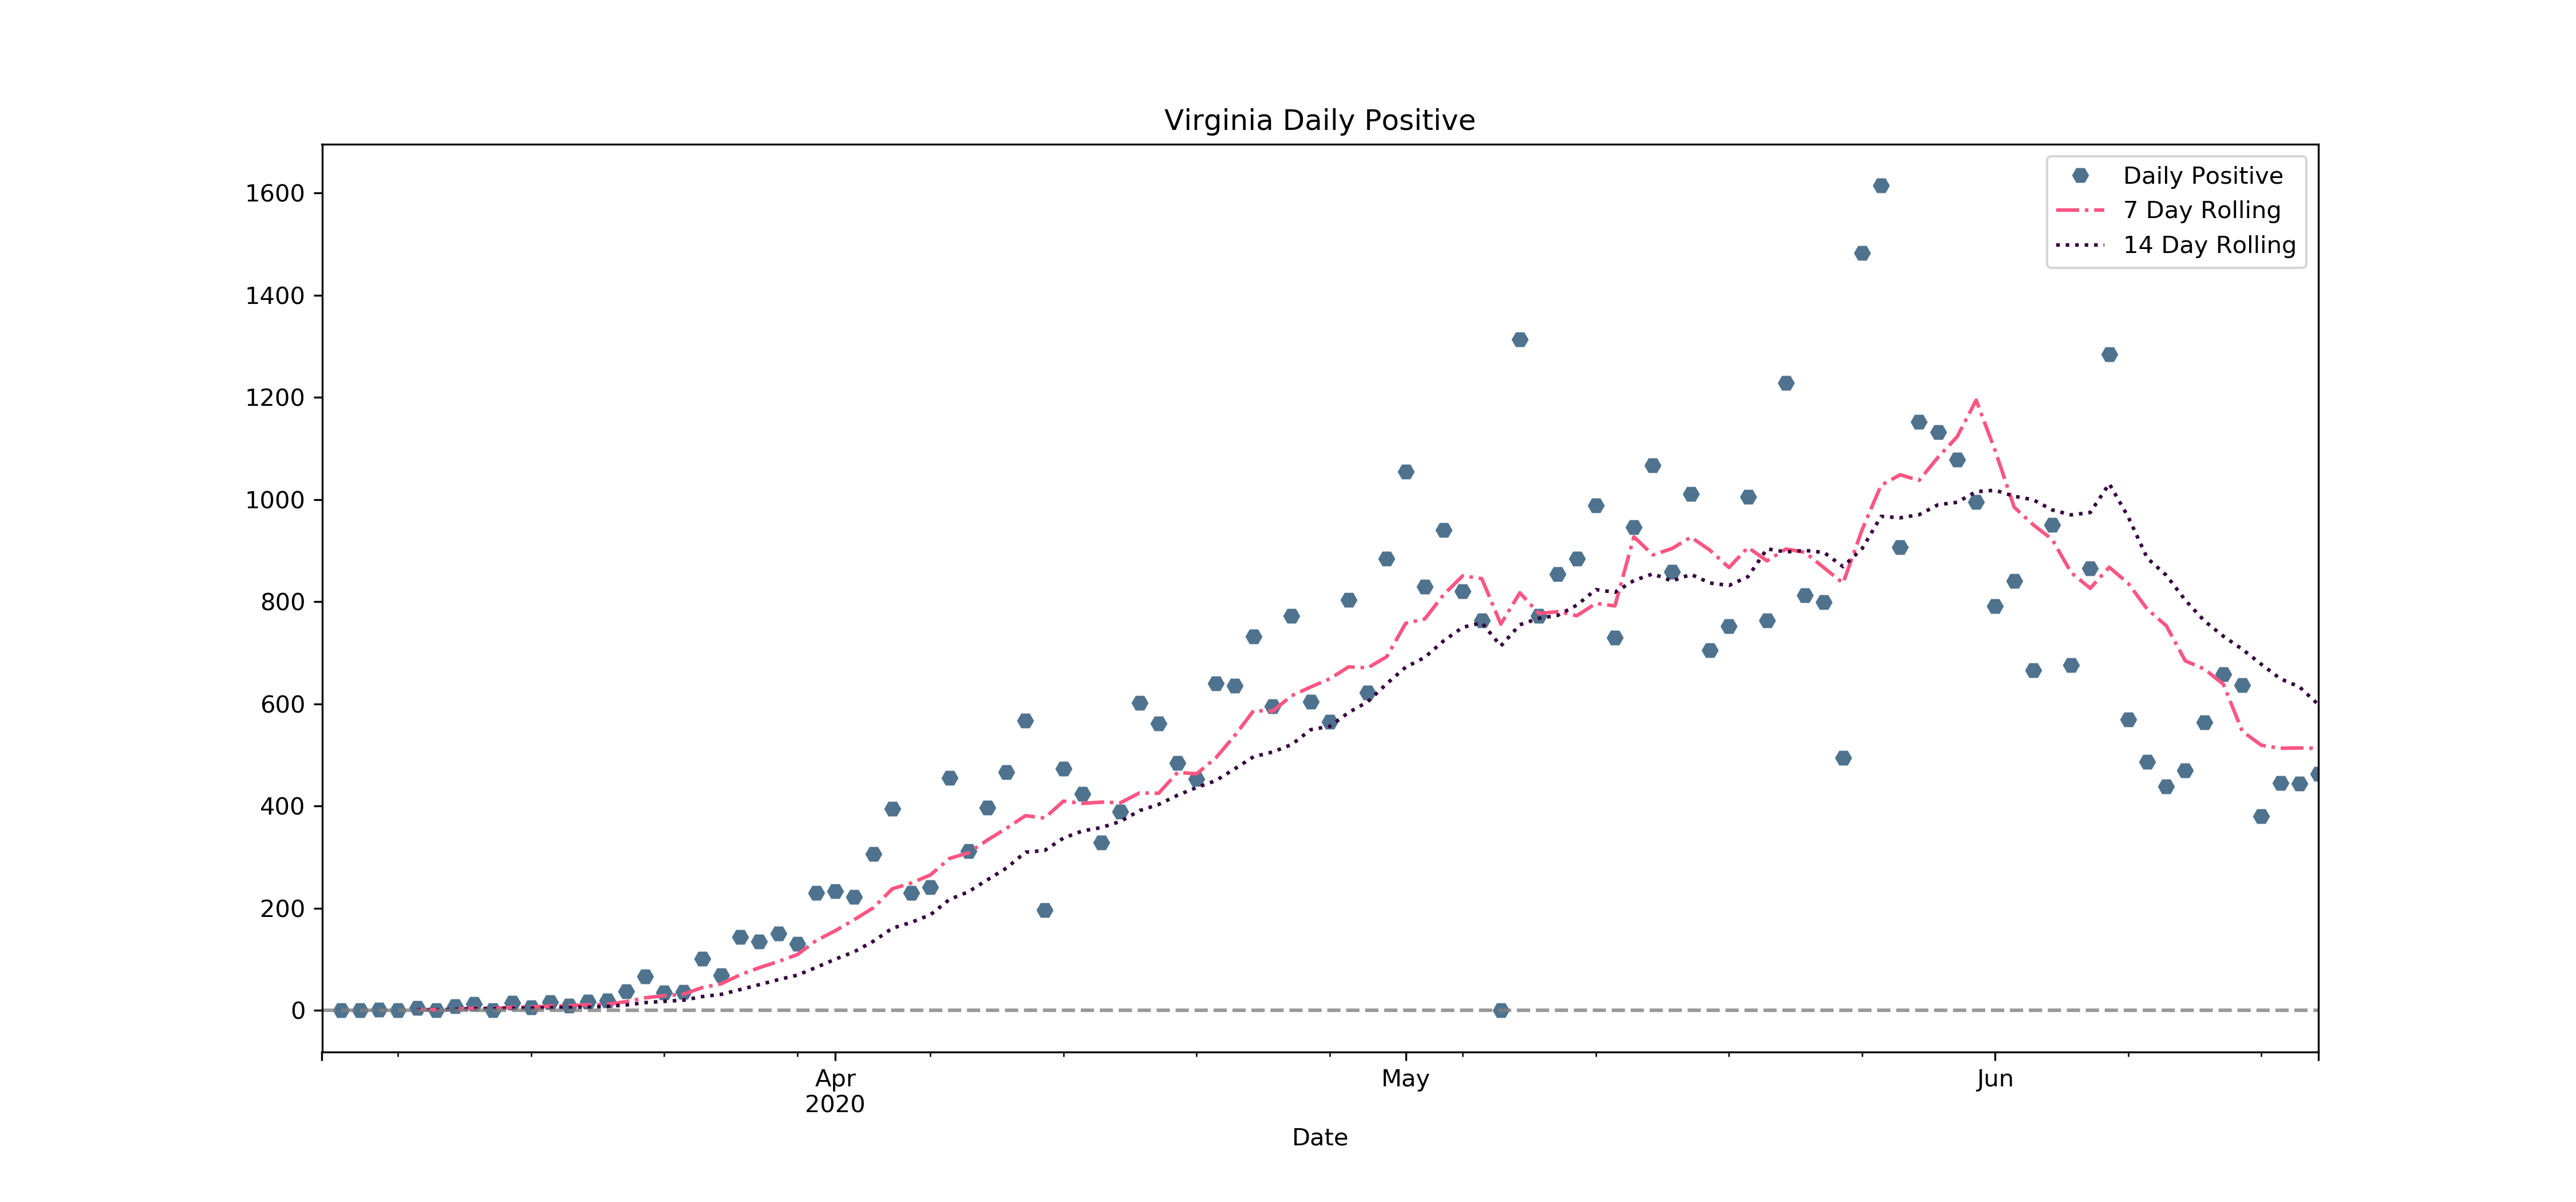 Virginia Daily Positive
1600
1400
1200
1000
800
600
400
200
0
Daily Positive
7 Day Rolling
14 Day Rolling
Apr
2020
May
Jun
Date